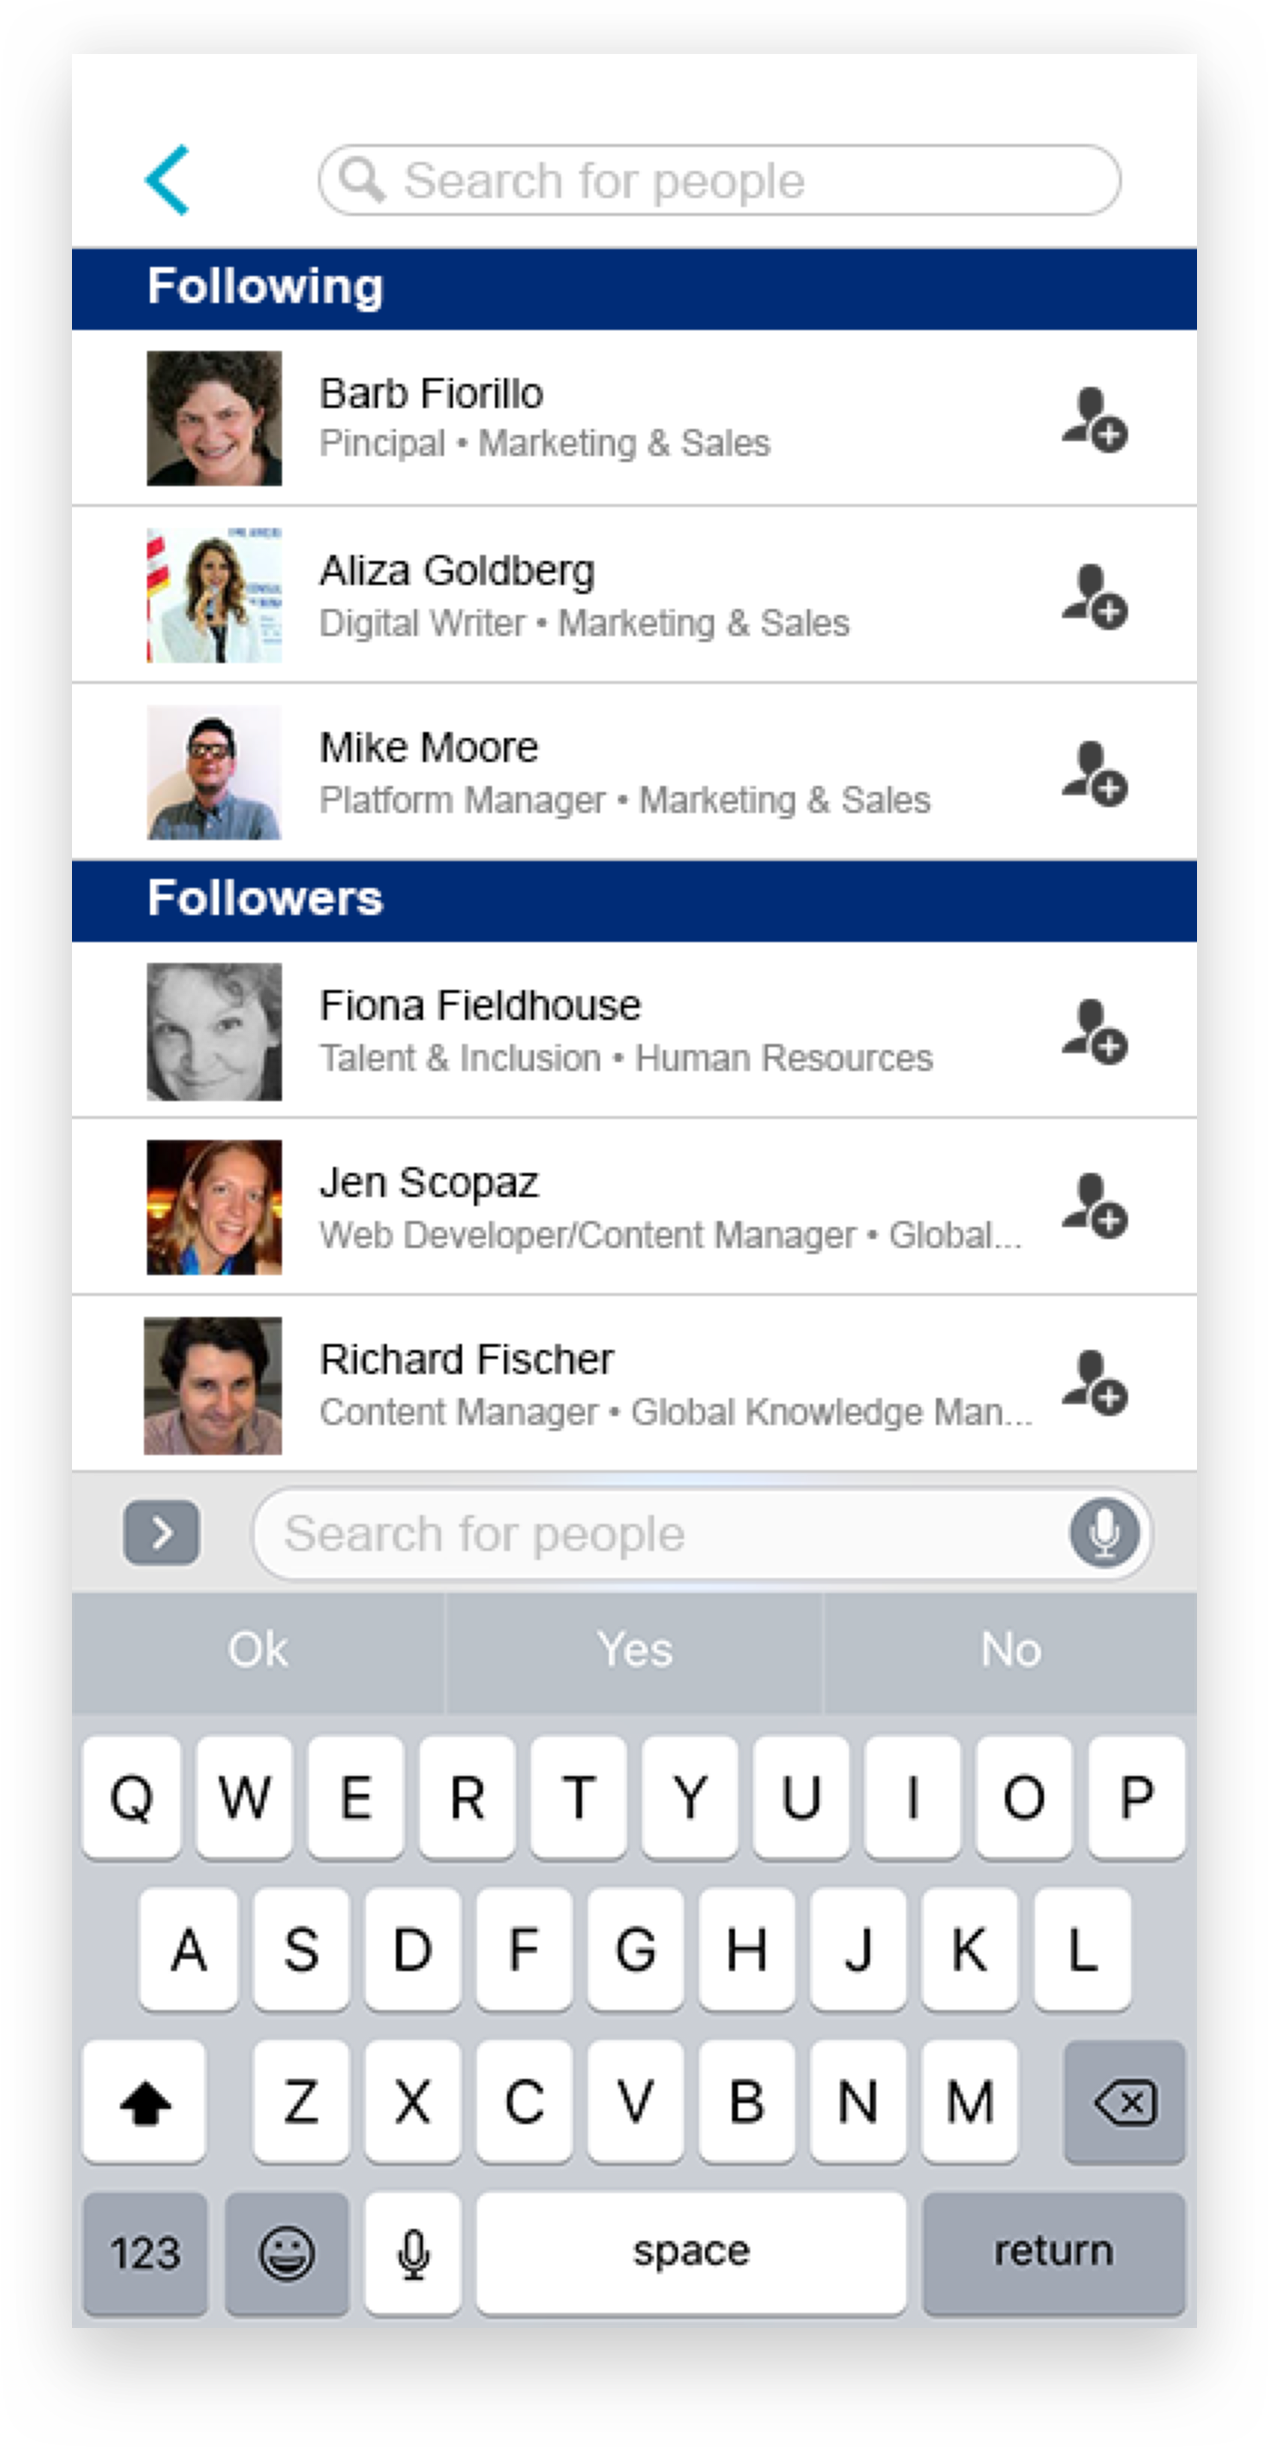 Search for people
Following
Barb Fiorillo
Pincipal • Marketing & Sales
Aliza Goldberg
Digital Writer • Marketing & Sales
Mike Moore
Platform Manager • Marketing & Sales
Followers
Fiona Fieldhouse
Talent & Inclusion • Human Resources
Jen Scopaz
Web Developer/Content Manager • Global...
Richard Fischer
Content Manager • Global Knowledge Man...
Search for people
Ok Yes No
Q W E R T Y U I O P
A S D F G H J K L
Z X C V B N M
123 space return